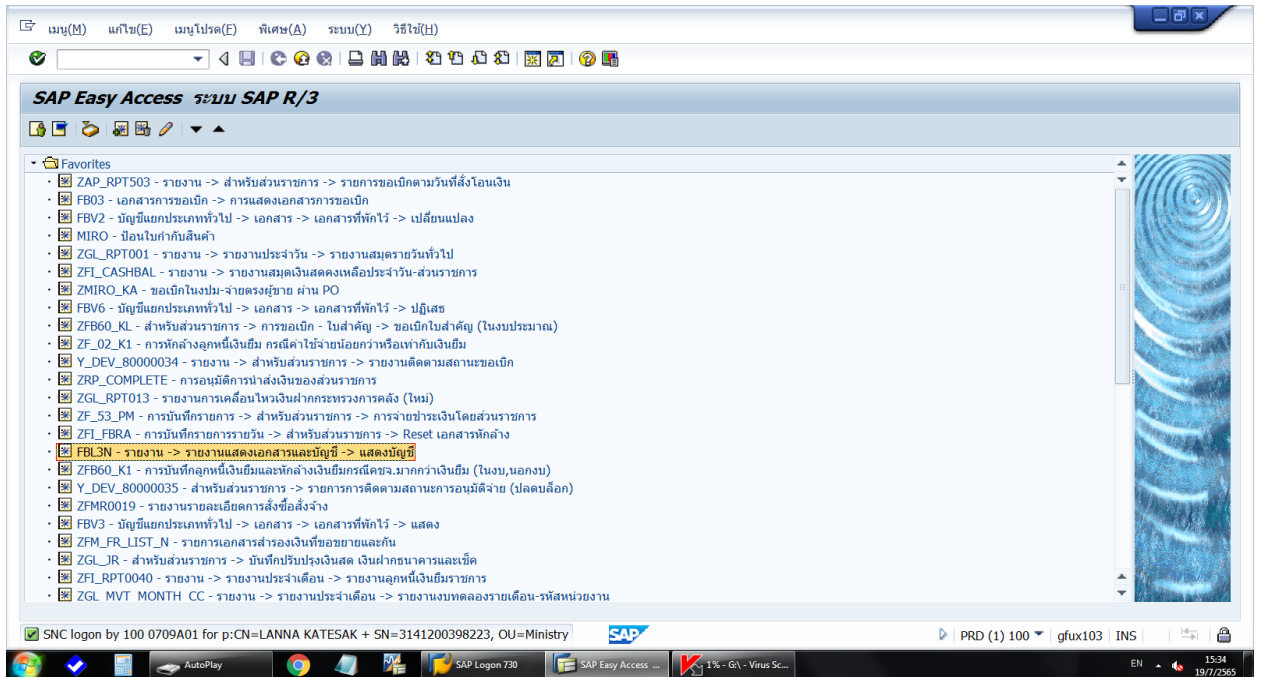 เมนู(M) แก้ไข(E) เมนูโปรด(F) พิเศษ(A) ระบบ(Y) วิธีใช้(H)
SAP Easy Access ระบบ SAP R/3
Favorites
ZAP_RPT503 - รายงาน -> สำหรับส่วนราชการ -> รายการขอเบิกตามวันที่สั่งโอนเงิน
FB03 - เอกสารการขอเบิก -> การแสดงเอกสารการขอเบิก
FBV2 - บัญชีแยกประเภททั่วไป -> เอกสาร -> เอกสารที่พักไว้ -> เปลี่ยนแปลง
MIRO - ป้อนใบกำกับสินค้า
ZGL_RPT001 - รายงาน -> รายงานประจำวัน -> รายงานสมุดรายวันทั่วไป
ZFI_CASHBAL - รายงาน -> รายงานสมุดเงินสดคงเหลือประจำวัน-ส่วนราชการ
ZMIRO_KA - ขอเบิกในงปม-จ่ายตรงผู้ขาย ผ่าน PO
FBV6 - บัญชีแยกประเภททั่วไป -> เอกสาร -> เอกสารที่พักไว้ -> ปฏิเสธ
ZFB60_KL - สำหรับส่วนราชการ -> การขอเบิก - ใบสำคัญ -> ขอเบิกใบสำคัญ (ในงบประมาณ)
ZF_02_K1 - การหักล้างลูกหนี้เงินยืม กรณีค่าใช้จ่ายน้อยกว่าหรือเท่ากับเงินยืม
Y_DEV_80000034 - รายงาน -> สำหรับส่วนราชการ -> รายงานติดตามสถานะขอเบิก
ZRP_COMPLETE - การอนุมัติการนำส่งเงินของส่วนราชการ
ZGL_RPT013 - รายงานการเคลื่อนไหวเงินฝากกระทรวงการคลัง (ใหม่)
ZF_53_PM - การบันทึกรายการ -> สำหรับส่วนราชการ -> การจ่ายชำระเงินโดยส่วนราชการ
ZFI_FBRA - การบันทึกรายการรายวัน -> สำหรับส่วนราชการ -> Reset เอกสารหักล้าง
FBL3N - รายงาน -> รายงานแสดงเอกสารและบัญชี -> แสดงบัญชี
ZFB60_K1 - การบันทึกลูกหนี้เงินยืมและหักล้างเงินยืมกรณีคชจ.มากกว่าเงินยืม (ในงบ,นอกงบ)
Y_DEV_80000035 - สำหรับส่วนราชการ -> รายการการติดตามสถานะการอนุมัติจ่าย (ปลดบล็อก)
ZFMR0019 - รายงานรายละเอียดการสั่งซื้อสั่งจ้าง
FBV3 - บัญชีแยกประเภททั่วไป -> เอกสาร -> เอกสารที่พักไว้ -> แสดง
ZFM_FR_LIST_N - รายการเอกสารสำรองเงินที่ขอขยายและกัน
ZGL_JR - สำหรับส่วนราชการ -> บันทึกปรับปรุงเงินสด เงินฝากธนาคารและเช็ค
ZFI_RPT0040 - รายงาน -> รายงานประจำเดือน -> รายงานลูกหนี้เงินยืมราชการ
ZGL_MVT_MONTH_CC - รายงาน -> รายงานประจำเดือน -> รายงานงบทดลองรายเดือน-รหัสหน่วยงาน
SNC logon by 100 0709A01 for p:CN=LANNA KATESAK + SN=3141200398223, OU=Ministry SAP PRD (1) 100 gfux103 INS
AutoPlay SAP Logon 730 SAP Easy Access ... 1% - G:\ - Virus Sc... EN 15:34
19/7/2565